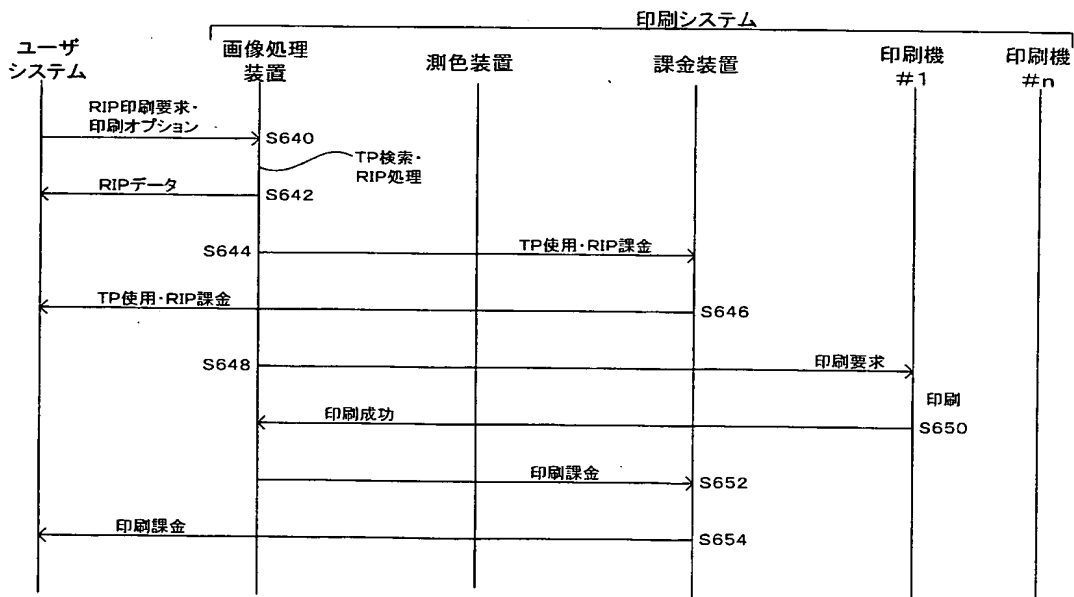 印刷システム
ユーザ
システム
画像処理
装置
測色装置
課金装置
印刷機
#1
印刷機
#n
RIP印刷要求・
印刷オプション
S640
TP検索・
RIP処理
RIPデータ
S642
S644
TP使用・RIP課金
TP使用・RIP課金
S646
S648
印刷要求
印刷
印刷成功
S650
印刷課金
S652
印刷課金
S654